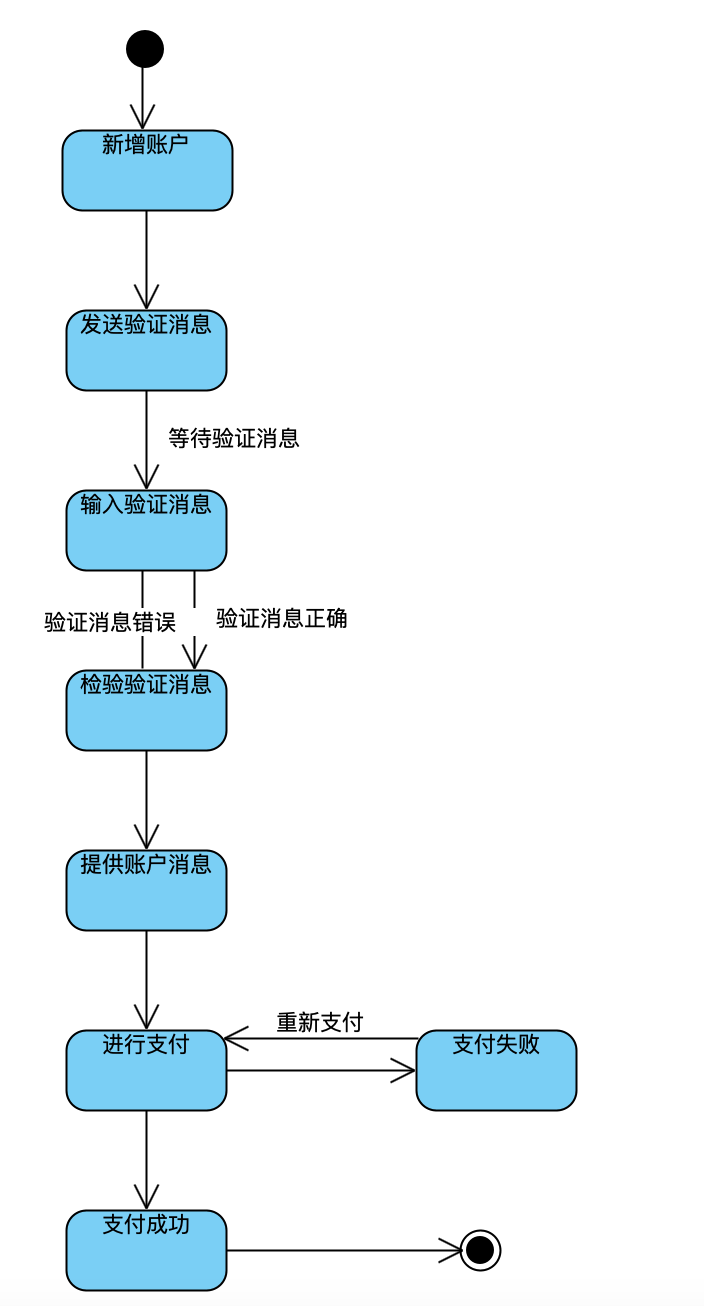 新增账户
发送验证消息
等待验证消息
输入验证消息
验证消息错误
验证消息正确
检验验证消息
提供账户消息
重新支付
进行支付
支付失败
支付成功